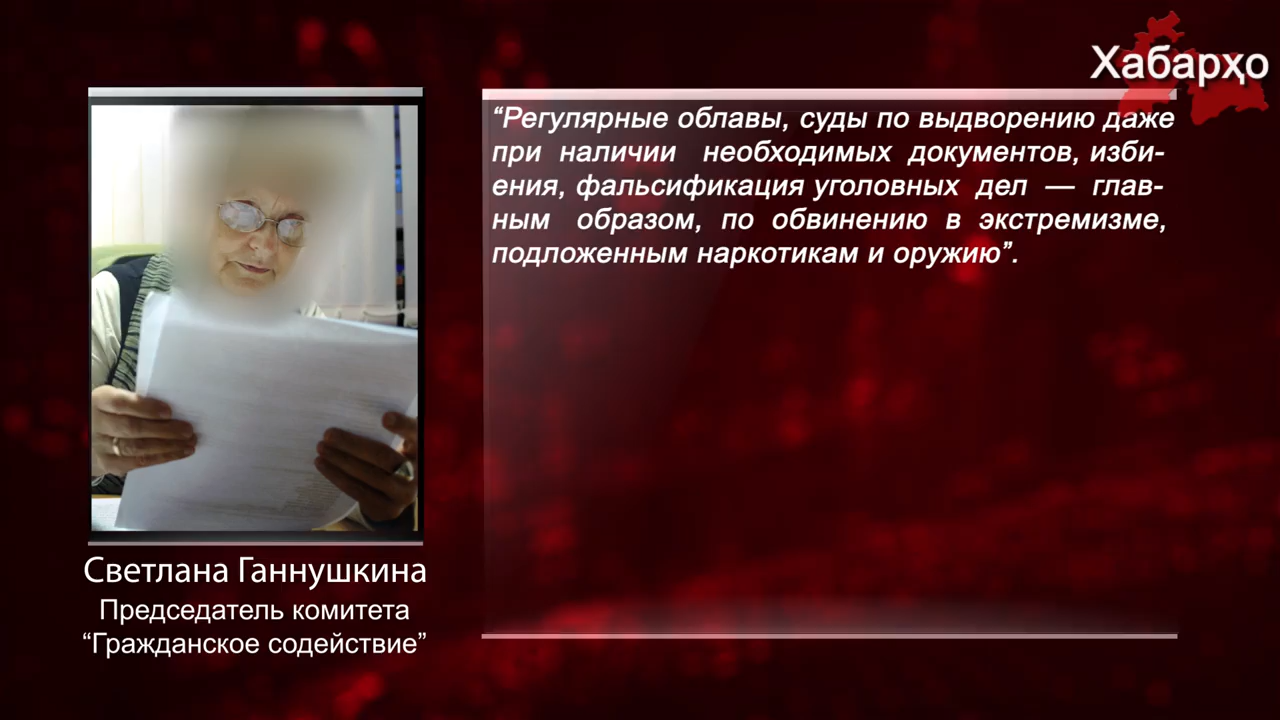 Хабарҳо
“Регулярные облавы, суды по выдворению даже
при наличии необходимых документов, изби-
ения, фальсификация уголовных дел — глав-
ным образом, по обвинению в экстремизме,
подложенным наркотикам и оружию”.
Светлана Ганнушкина
Председатель комитета
“Гражданское содействие”